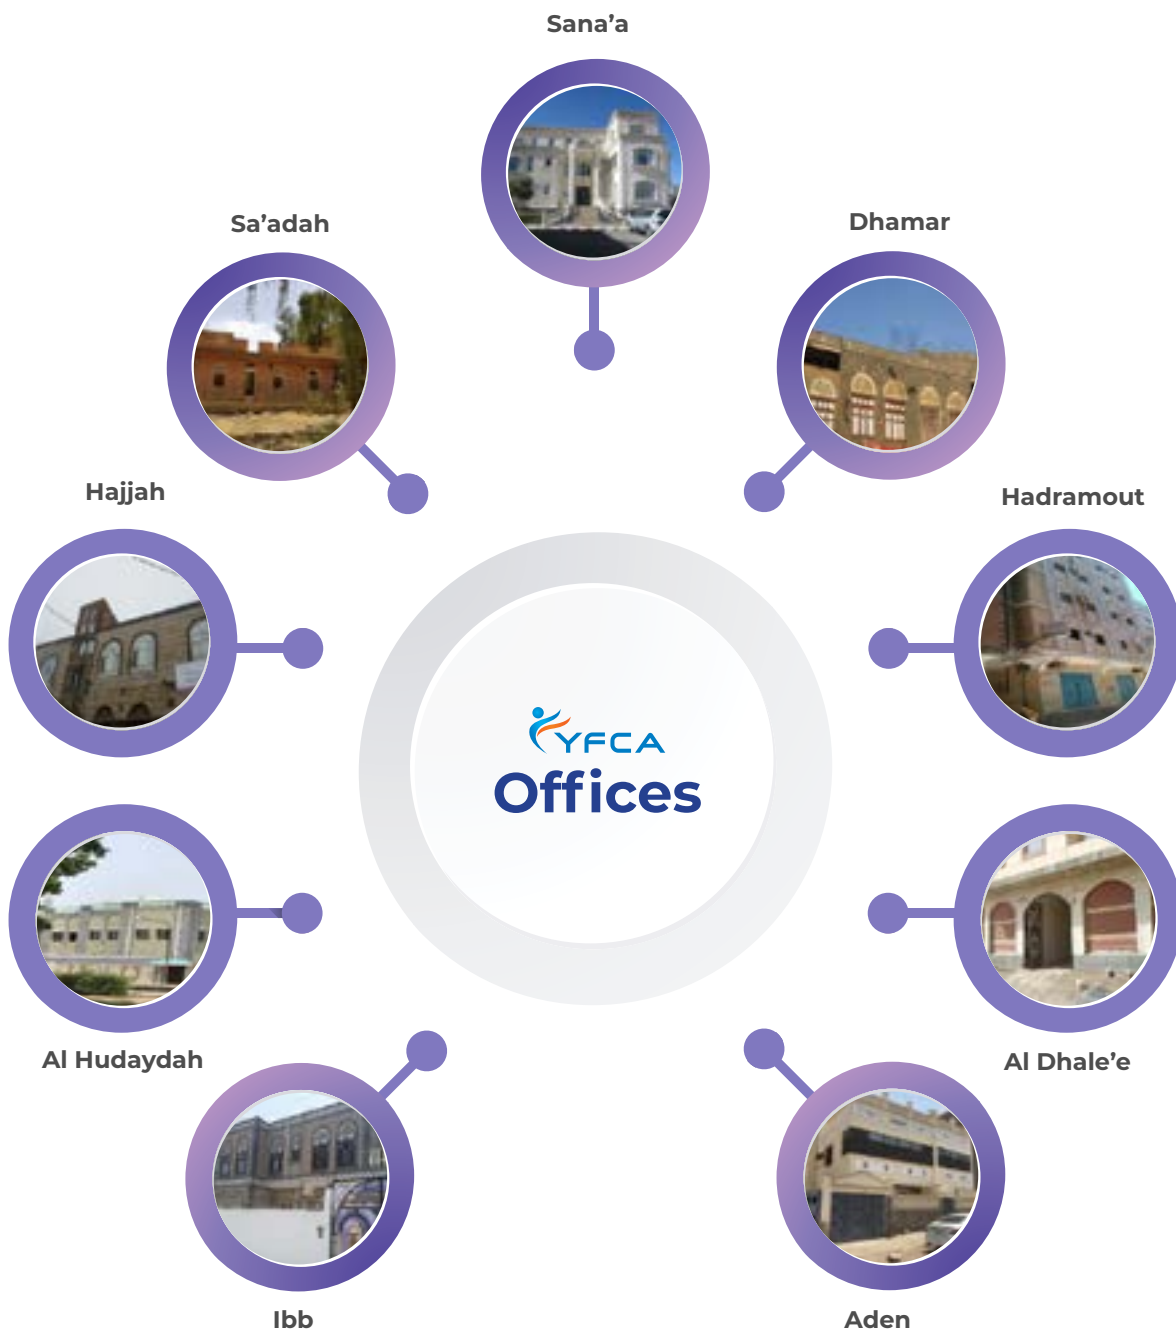 Sana’a
Sa’adah
Dhamar
Hajjah
Hadramout
YFCA
Offices
Al Hudaydah
Al Dhale’e
Ibb
Aden